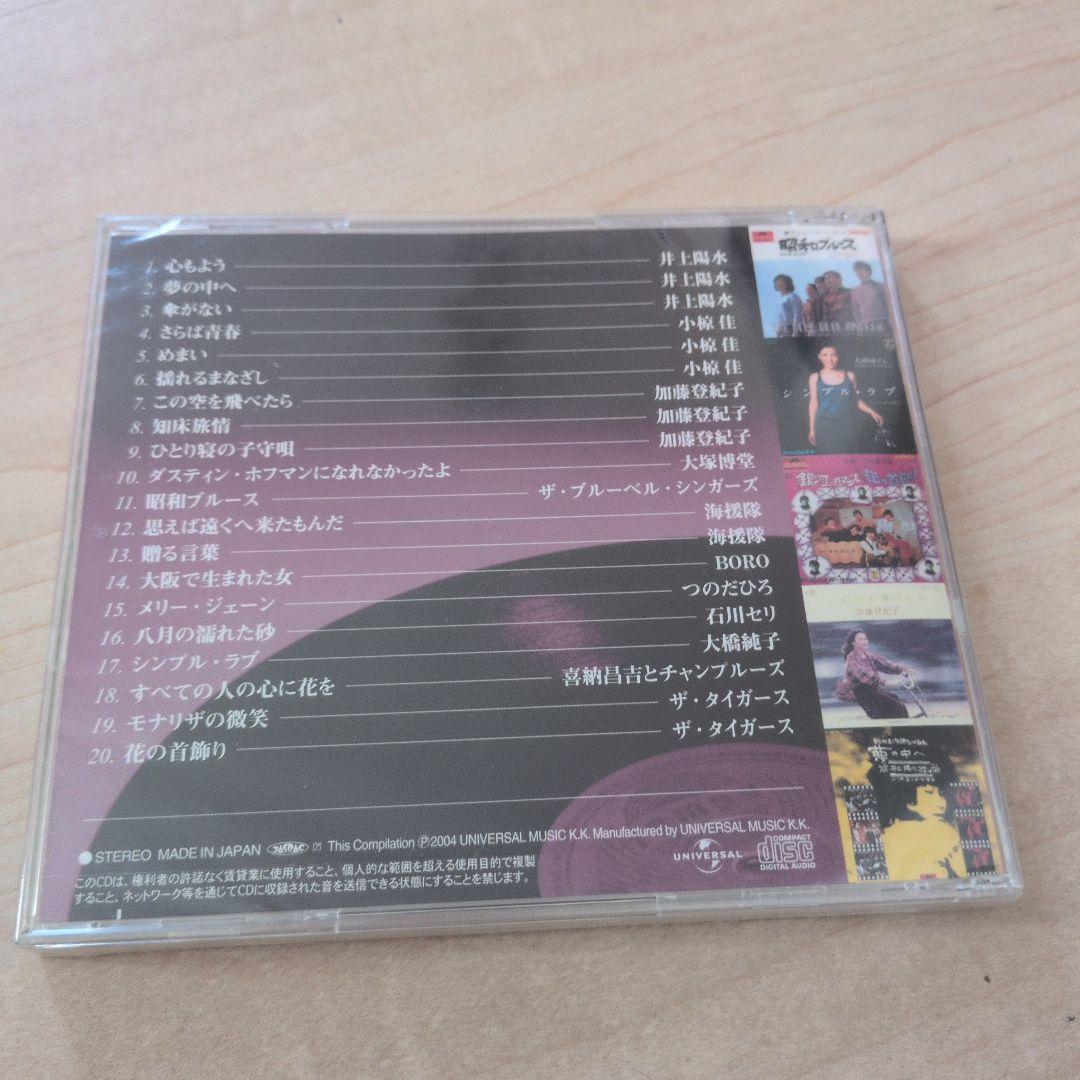 1. 心もよう 井上陽水
2. 夢の中へ 井上陽水
3. 傘がない 井上陽水
4. さらば青春 小椋 佳
5. めまい 小椋 佳
6. 揺れるまなざし 小椋 佳
7. この空を飛べたら 加藤登紀子
8. 知床旅情 加藤登紀子
9. ひとり寝の子守唄 加藤登紀子
10. ダスティン・ホフマンになれなかったよ 大塚博堂
11. 昭和ブルース ザ・ブルーベル・シンガーズ
12. 思えば遠くへ来たもんだ 海援隊
13. 贈る言葉 海援隊
14. 大阪で生まれた女 BORO
15. メリー・ジェーン つのだひろ
16. 八月の濡れた砂 石川セリ
17. シンプル・ラブ 大橋純子
18. すべての人の心に花を 喜納昌吉とチャンプルーズ
19. モナリザの微笑 ザ・タイガース
20. 花の首飾り ザ・タイガース
STEREO MADE IN JAPAN JASRAC This Compilation Ⓟ2004 UNIVERSAL MUSIC K.K. Manufactured by UNIVERSAL MUSIC K.K.
このCDは、権利者の許諾なく賃貸業に使用すること、個人的な範囲を超える使用目的で複製
すること、ネットワーク等を通じてCDに収録された音を送信できる状態にすることを禁じます。
UNIVERSAL
COMPACT
disc
DIGITAL AUDIO
昭和ブルース
シンプル・ラブ
この空を飛べたら
加藤登紀子
夢の中へ